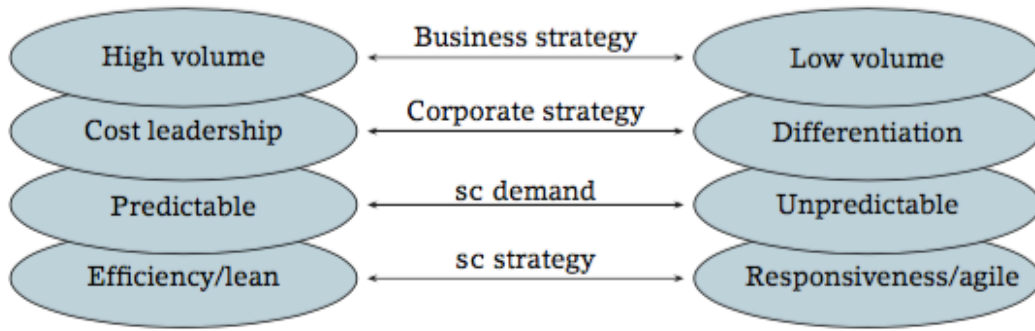 High volume
Business strategy
Low volume
Cost leadership
Corporate strategy
Differentiation
Predictable
sc demand
Unpredictable
Efficiency/lean
sc strategy
Responsiveness/agile